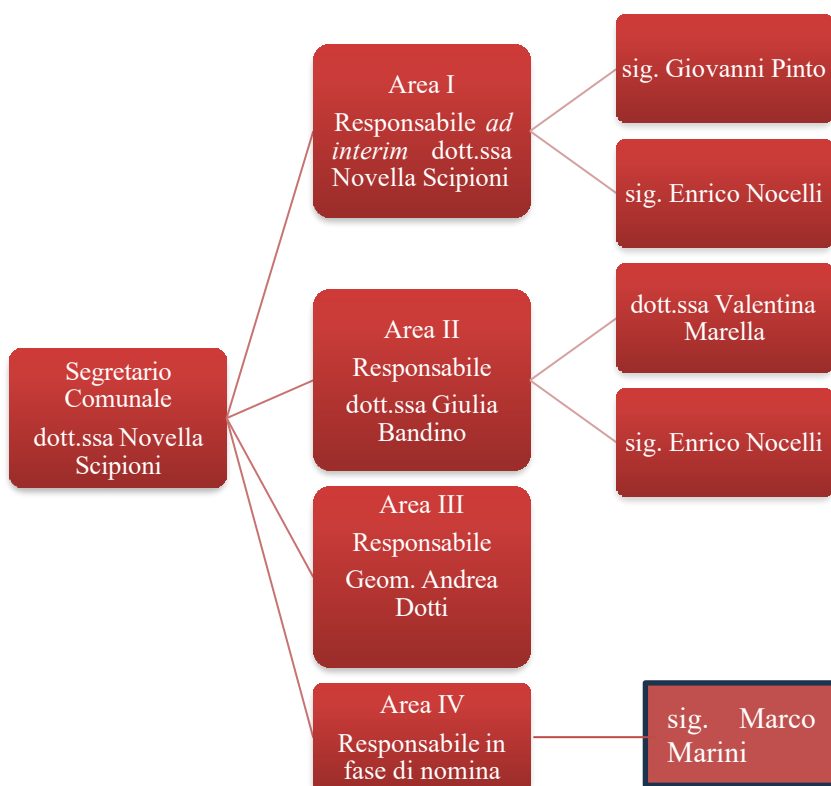 Segretario
Comunale
dott.ssa Novella
Scipioni
Area I
Responsabile ad
interim dott.ssa
Novella Scipioni
sig. Giovanni Pinto
sig. Enrico Nocelli
Area II
Responsabile
dott.ssa Giulia
Bandino
dott.ssa Valentina
Marella
sig. Enrico Nocelli
Area III
Responsabile
Geom. Andrea
Dotti
Area IV
Responsabile in
fase di nomina
sig. Marco
Marini